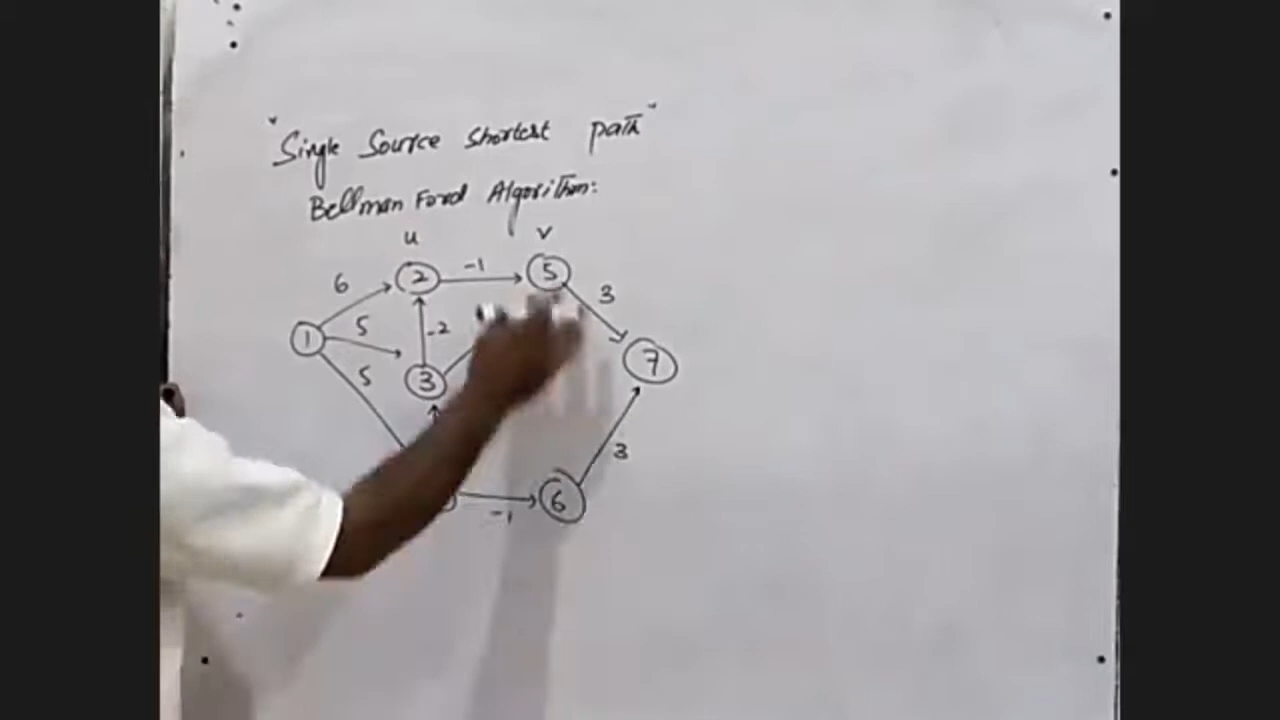 "Single Source shortest path"
Bellman Ford Algorithm:
u v
6 2 -1 5 3
1 5 -2 7
5 3
3
-1 6